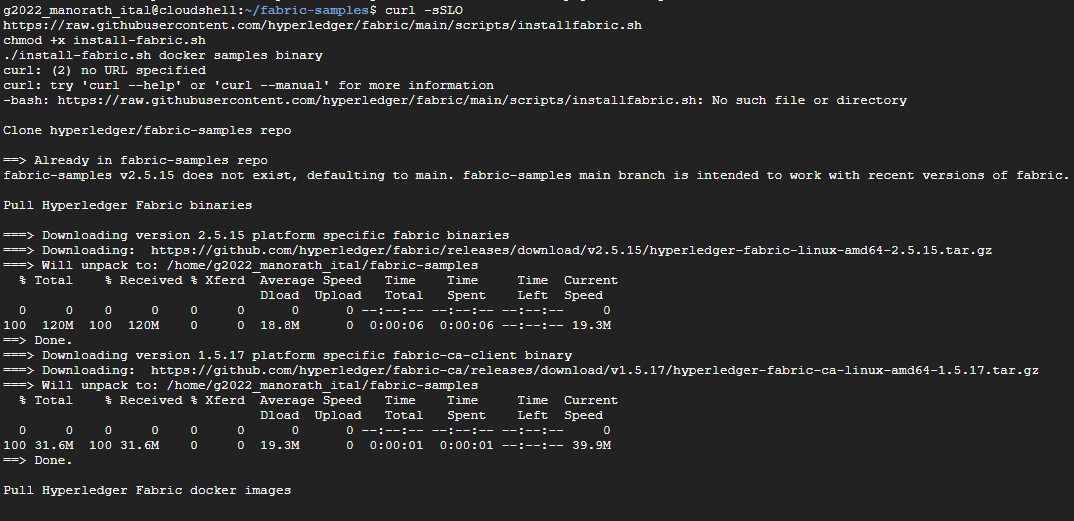 g2022_manorath_ital@cloudshell:~/fabric-samples$ curl -sSLO
https://raw.githubusercontent.com/hyperledger/fabric/main/scripts/installfabric.sh
chmod +x install-fabric.sh
./install-fabric.sh docker samples binary
curl: (2) no URL specified
curl: try 'curl --help' or 'curl --manual' for more information
-bash: https://raw.githubusercontent.com/hyperledger/fabric/main/scripts/installfabric.sh: No such file or directory
Clone hyperledger/fabric-samples repo
===> Already in fabric-samples repo
fabric-samples v2.5.15 does not exist, defaulting to main. fabric-samples main branch is intended to work with recent versions of fabric.
Pull Hyperledger Fabric binaries
===> Downloading version 2.5.15 platform specific fabric binaries
===> Downloading:  https://github.com/hyperledger/fabric/releases/download/v2.5.15/hyperledger-fabric-linux-amd64-2.5.15.tar.gz
===> Will unpack to: /home/g2022_manorath_ital/fabric-samples
  % Total    % Received % Xferd  Average Speed   Time    Time     Time  Current
                                 Dload  Upload   Total   Spent    Left  Speed
  0     0    0     0    0     0      0      0 --:--:-- --:--:-- --:--:--     0
100  120M  100  120M    0     0  18.8M      0  0:00:06  0:00:06 --:--:-- 19.3M
==> Done.
===> Downloading version 1.5.17 platform specific fabric-ca-client binary
===> Downloading:  https://github.com/hyperledger/fabric-ca/releases/download/v1.5.17/hyperledger-fabric-ca-linux-amd64-1.5.17.tar.gz
===> Will unpack to: /home/g2022_manorath_ital/fabric-samples
  % Total    % Received % Xferd  Average Speed   Time    Time     Time  Current
                                 Dload  Upload   Total   Spent    Left  Speed
  0     0    0     0    0     0      0      0 --:--:-- --:--:-- --:--:--     0
100 31.6M  100 31.6M    0     0  19.3M      0  0:00:01  0:00:01 --:--:-- 39.9M
==> Done.
Pull Hyperledger Fabric docker images